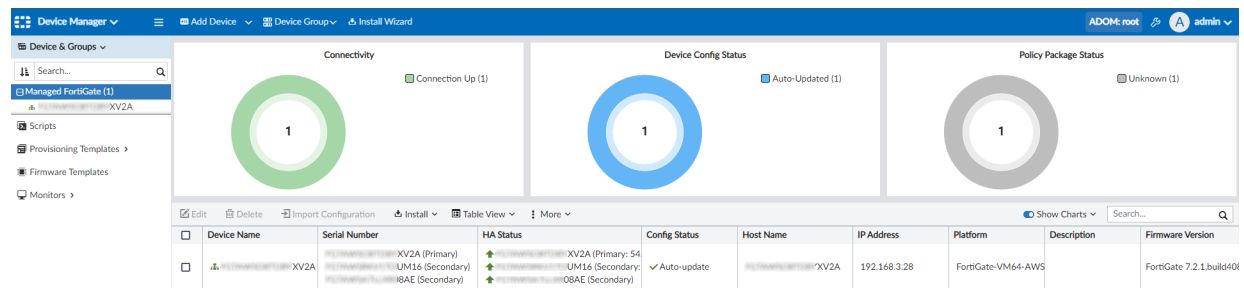 Device Manager
Add Device
Device Group
Install Wizard
ADOM: root
A
admin
Device & Groups
Search...
Managed FortiGate (1)
XV2A
Scripts
Provisioning Templates
Firmware Templates
Monitors
Connectivity
Connection Up (1)
1
Device Config Status
Auto-Updated (1)
1
Policy Package Status
Unknown (1)
1
Edit
Delete
Import Configuration
Install
Table View
More
Show Charts
Search...
Device Name
Serial Number
HA Status
Config Status
Host Name
IP Address
Platform
Description
Firmware Version
XV2A
XV2A (Primary)
UM16 (Secondary)
08AE (Secondary)
XV2A (Primary: 54.
UM16 (Secondary:
08AE (Secondary)
Auto-update
XV2A
192.168.3.28
FortiGate-VM64-AWS
FortiGate 7.2.1,build408